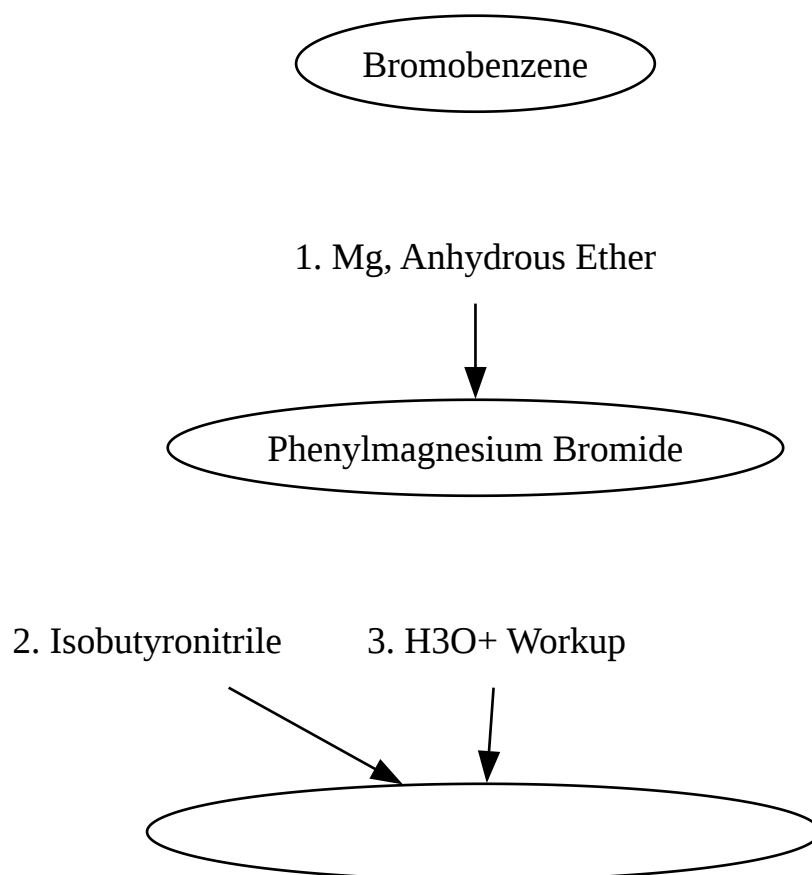 Bromobenzene
1. Mg, Anhydrous Ether
Phenylmagnesium Bromide
2. Isobutyronitrile
3. H3O+ Workup